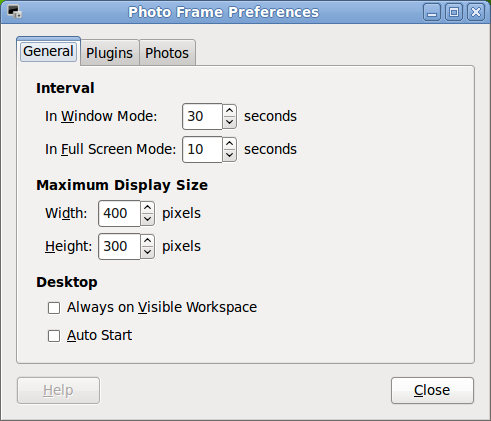 Photo Frame Preferences
General Plugins Photos
Interval
In Window Mode: 30 seconds
In Full Screen Mode: 10 seconds
Maximum Display Size
Width: 400 pixels
Height: 300 pixels
Desktop
Always on Visible Workspace
Auto Start
Help Close